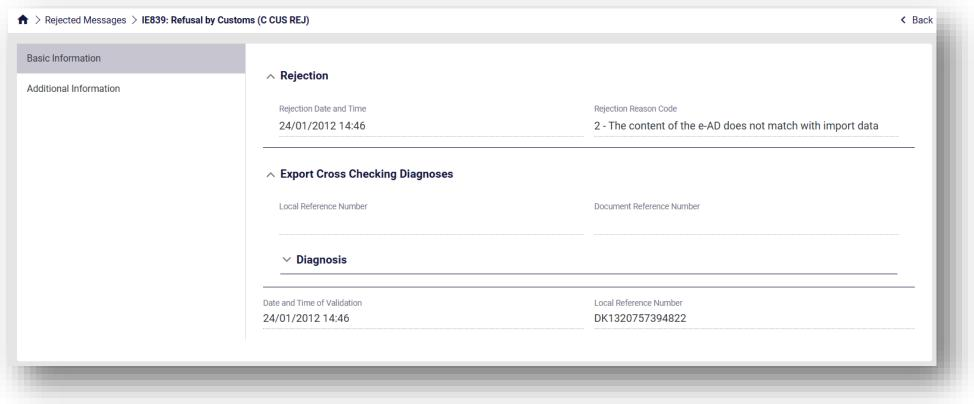 > Rejected Messages > IE839: Refusal by Customs (C CUS REJ)
Back
Basic Information
Additional Information
Rejection
Rejection Date and Time
Rejection Reason Code
24/01/2012 14:46
2 - The content of the e-AD does not match with import data
Export Cross Checking Diagnoses
Local Reference Number
Document Reference Number
Diagnosis
Date and Time of Validation
Local Reference Number
24/01/2012 14:46
DK1320757394822